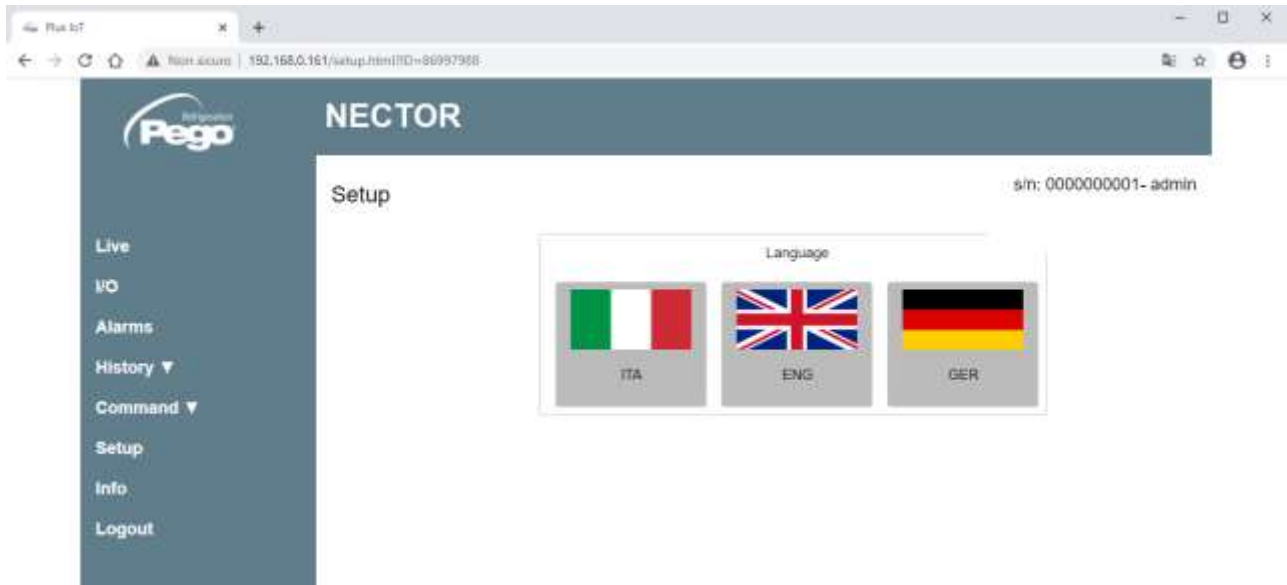 Plus IoT
Non sicuro | 192.168.0.161/setup.html?ID=86997988
Refrigeration
Pego
NECTOR
Setup
s/n: 0000000001- admin
Live
I/O
Alarms
History ▼
Command ▼
Setup
Info
Logout
Language
ITA
ENG
GER